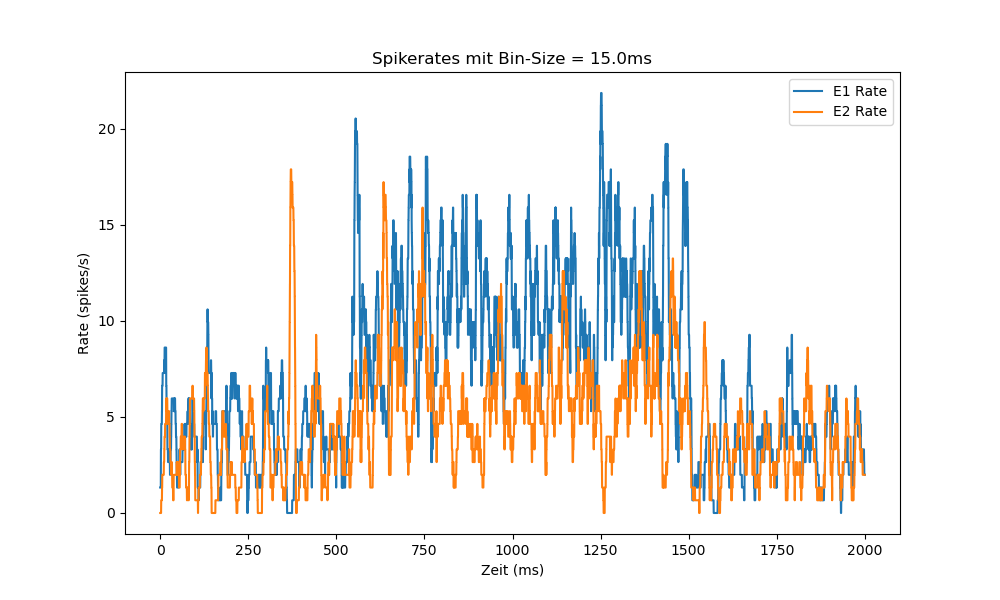 Spikerates mit Bin-Size = 15.0ms
E1 Rate
E2 Rate
Rate (spikes/s)
20
15
10
5
0
0 250 500 750 1000 1250 1500 1750 2000
Zeit (ms)